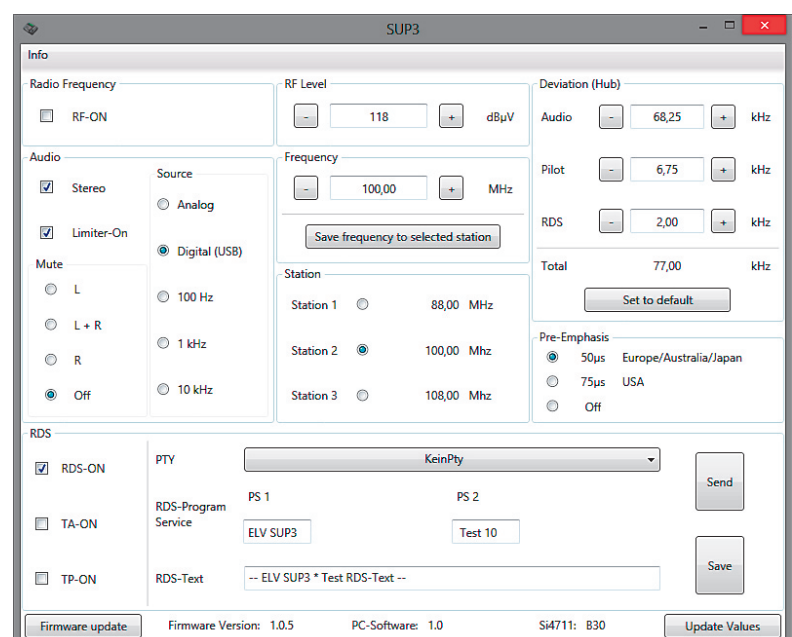 SUP3
Info
Radio Frequency
RF-ON
RF Level
- 118 + dBµV
Deviation (Hub)
Audio - 68,25 + kHz
Pilot - 6,75 + kHz
RDS - 2,00 + kHz
Total 77,00 kHz
Set to default
Audio
Stereo
Limiter-On
Mute
L
L + R
R
Off
Source
Analog
Digital (USB)
100 Hz
1 kHz
10 kHz
Frequency
- 100,00 + MHz
Save frequency to selected station
Station
Station 1 88,00 MHz
Station 2 100,00 Mhz
Station 3 108,00 Mhz
Pre-Emphasis
50µs Europe/Australia/Japan
75µs USA
Off
RDS
RDS-ON
TA-ON
TP-ON
PTY KeinPty
RDS-Program
Service
PS 1 PS 2
ELV SUP3 Test 10
RDS-Text -- ELV SUP3 * Test RDS-Text --
Send
Save
Firmware update Firmware Version: 1.0.5 PC-Software: 1.0 Si4711: B30 Update Values